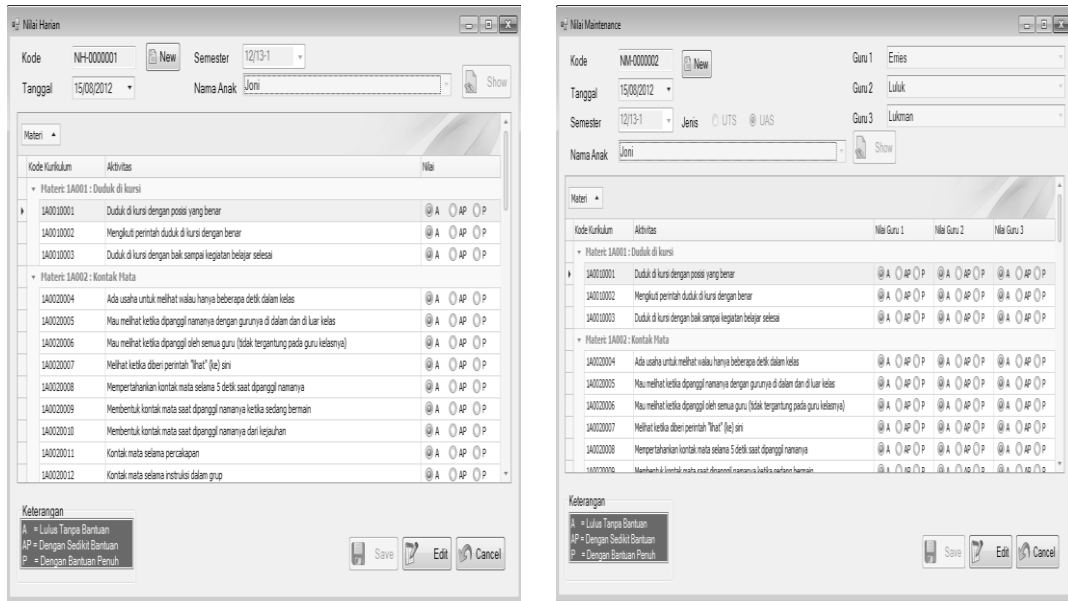 Nilai Harian
Kode NH-0000001 New Semester 12/13-1
Tanggal 15/08/2012 Nama Anak Joni Show
Materi
Kode Kurikulum Aktivitas Nilai
Materi: 1A001 : Duduk di kursi
1A0010001 Duduk di kursi dengan posisi yang benar A AP P
1A0010002 Mengikuti perintah duduk di kursi dengan benar A AP P
1A0010003 Duduk di kursi dengan baik sampai kegiatan belajar selesai A AP P
Materi: 1A002 : Kontak Mata
1A0020004 Ada usaha untuk melihat walau hanya beberapa detik dalam kelas A AP P
1A0020005 Mau melihat ketika dipanggil namanya dengan gurunya di dalam dan di luar kelas A AP P
1A0020006 Mau melihat ketika dipanggil oleh semua guru (tidak tergantung pada guru kelasnya) A AP P
1A0020007 Melihat ketika diberi perintah "lihat" (ke) sini A AP P
1A0020008 Mempertahankan kontak mata selama 5 detik saat dipanggil namanya A AP P
1A0020009 Membentuk kontak mata saat dipanggil namanya ketika sedang bermain A AP P
1A0020010 Membentuk kontak mata saat dipanggil namanya dari kejauhan A AP P
1A0020011 Kontak mata selama percakapan A AP P
1A0020012 Kontak mata selama instruksi dalam grup A AP P
Keterangan
A = Lulus Tanpa Bantuan
AP = Dengan Sedikit Bantuan
P = Dengan Bantuan Penuh
Save Edit Cancel
Nilai Maintenance
Kode NM-0000002 New Guru 1 Erries
Tanggal 15/08/2012 Guru 2 Luluk
Semester 12/13-1 Jenis UTS UAS Guru 3 Lukman
Nama Anak Joni Show
Materi
Kode Kurikulum Aktivitas Nilai Guru 1 Nilai Guru 2 Nilai Guru 3
Materi: 1A001 : Duduk di kursi
1A0010001 Duduk di kursi dengan posisi yang benar A AP P A AP P A AP P
1A0010002 Mengikuti perintah duduk di kursi dengan benar A AP P A AP P A AP P
1A0010003 Duduk di kursi dengan baik sampai kegiatan belajar selesai A AP P A AP P A AP P
Materi: 1A002 : Kontak Mata
1A0020004 Ada usaha untuk melihat walau hanya beberapa detik dalam kelas A AP P A AP P A AP P
1A0020005 Mau melihat ketika dipanggil namanya dengan gurunya di dalam dan di luar kelas A AP P A AP P A AP P
1A0020006 Mau melihat ketika dipanggil oleh semua guru (tidak tergantung pada guru kelasnya) A AP P A AP P A AP P
1A0020007 Melihat ketika diberi perintah "lihat" (ke) sini A AP P A AP P A AP P
1A0020008 Mempertahankan kontak mata selama 5 detik saat dipanggil namanya A AP P A AP P A AP P
1A0020009 Membentuk kontak mata saat dipanggil namanya ketika sedang bermain A AP P A AP P A AP P
Keterangan
A = Lulus Tanpa Bantuan
AP = Dengan Sedikit Bantuan
P = Dengan Bantuan Penuh
Save Edit Cancel